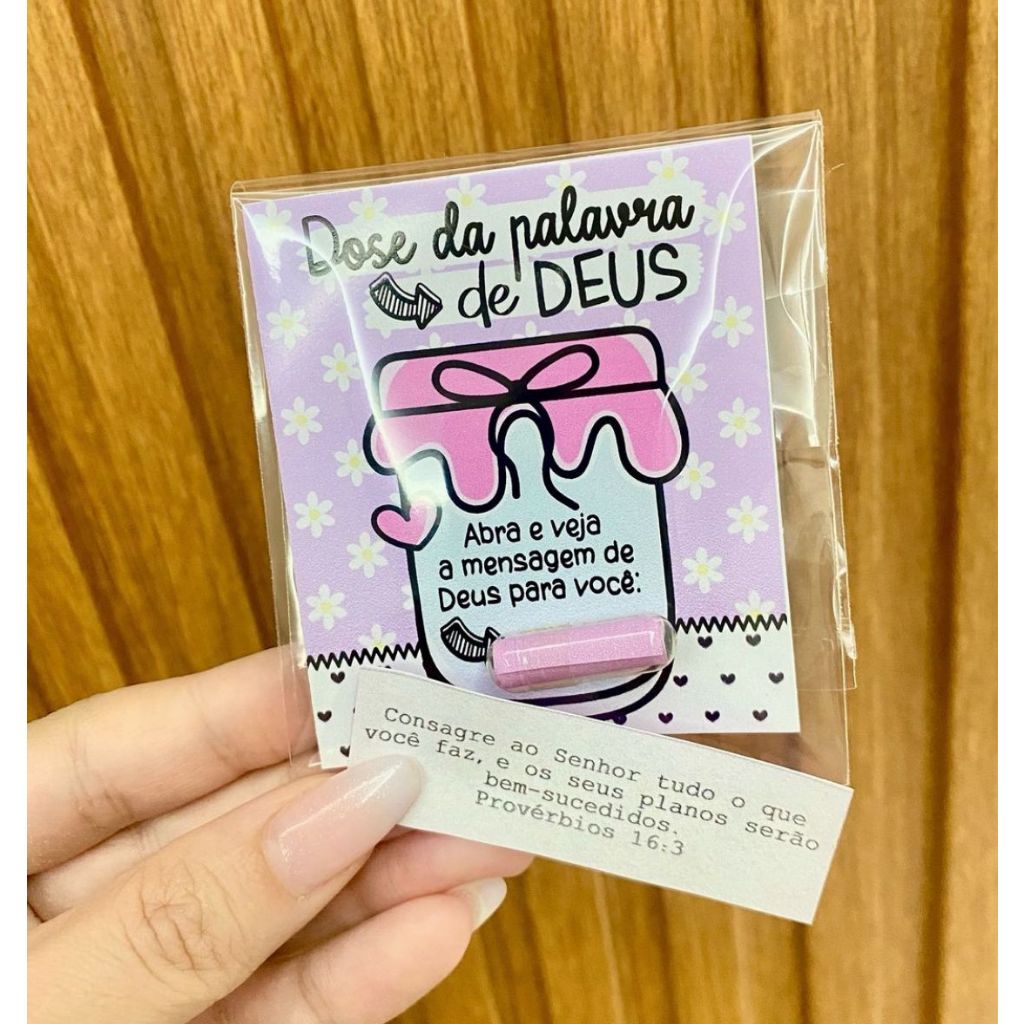 Dose da palavra
de DEUS
Abra e veja
a mensagem de
Deus para você:
Consagre ao Senhor tudo o que
você faz, e os seus planos serão
bem-sucedidos.
Provérbios 16:3